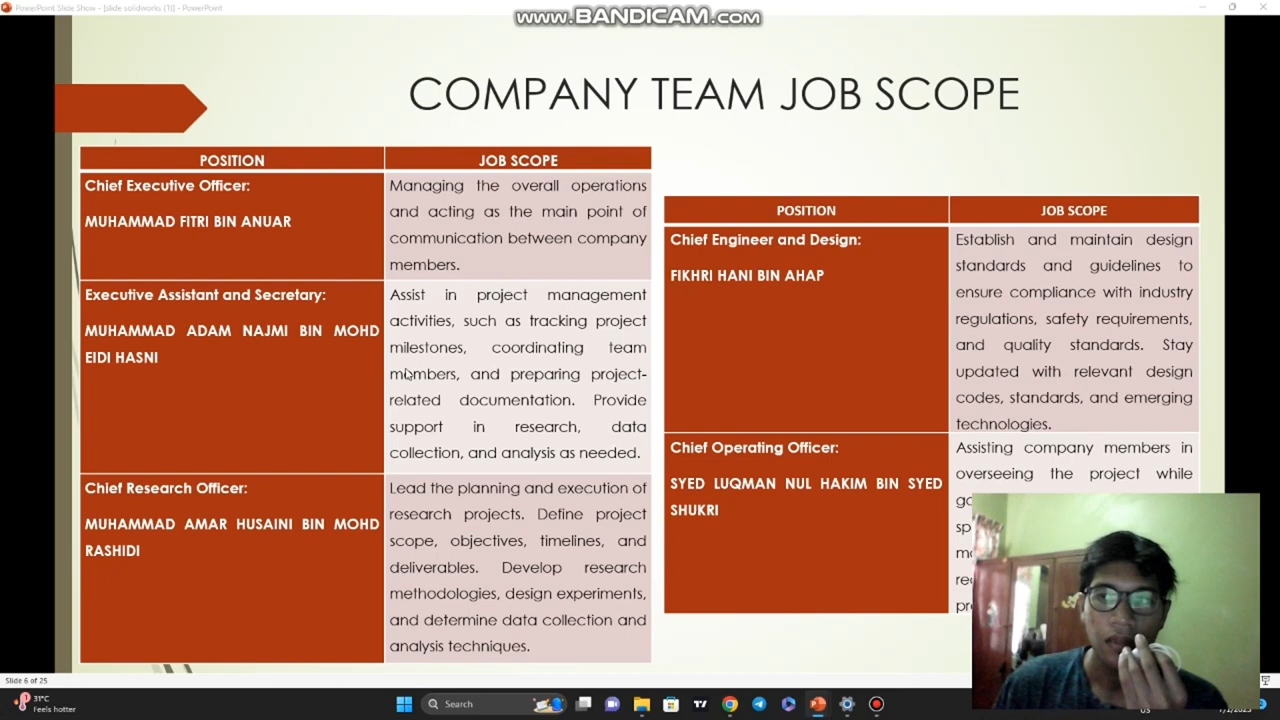 PowerPoint Slide Show - [slide solidworks (1)] - PowerPoint
www.BANDICAM.com
COMPANY TEAM JOB SCOPE
POSITION
JOB SCOPE
Chief Executive Officer:
MUHAMMAD FITRI BIN ANUAR
Managing the overall operations
and acting as the main point of
communication between company
members.
Executive Assistant and Secretary:
MUHAMMAD ADAM NAJMI BIN MOHD
EIDI HASNI
Assist in project management
activities, such as tracking project
milestones, coordinating team
members, and preparing project-
related documentation. Provide
support in research, data
collection, and analysis as needed.
Chief Research Officer:
MUHAMMAD AMAR HUSAINI BIN MOHD
RASHIDI
Lead the planning and execution of
research projects. Define project
scope, objectives, timelines, and
deliverables. Develop research
methodologies, design experiments,
and determine data collection and
analysis techniques.
POSITION
JOB SCOPE
Chief Engineer and Design:
FIKHRI HANI BIN AHAP
Establish and maintain design
standards and guidelines to
ensure compliance with industry
regulations, safety requirements,
and quality standards. Stay
updated with relevant design
codes, standards, and emerging
technologies.
Chief Operating Officer:
SYED LUQMAN NUL HAKIM BIN SYED
SHUKRI
Assisting company members in
overseeing the project while
Slide 6 of 25
31°C
Feels hotter
Search
US